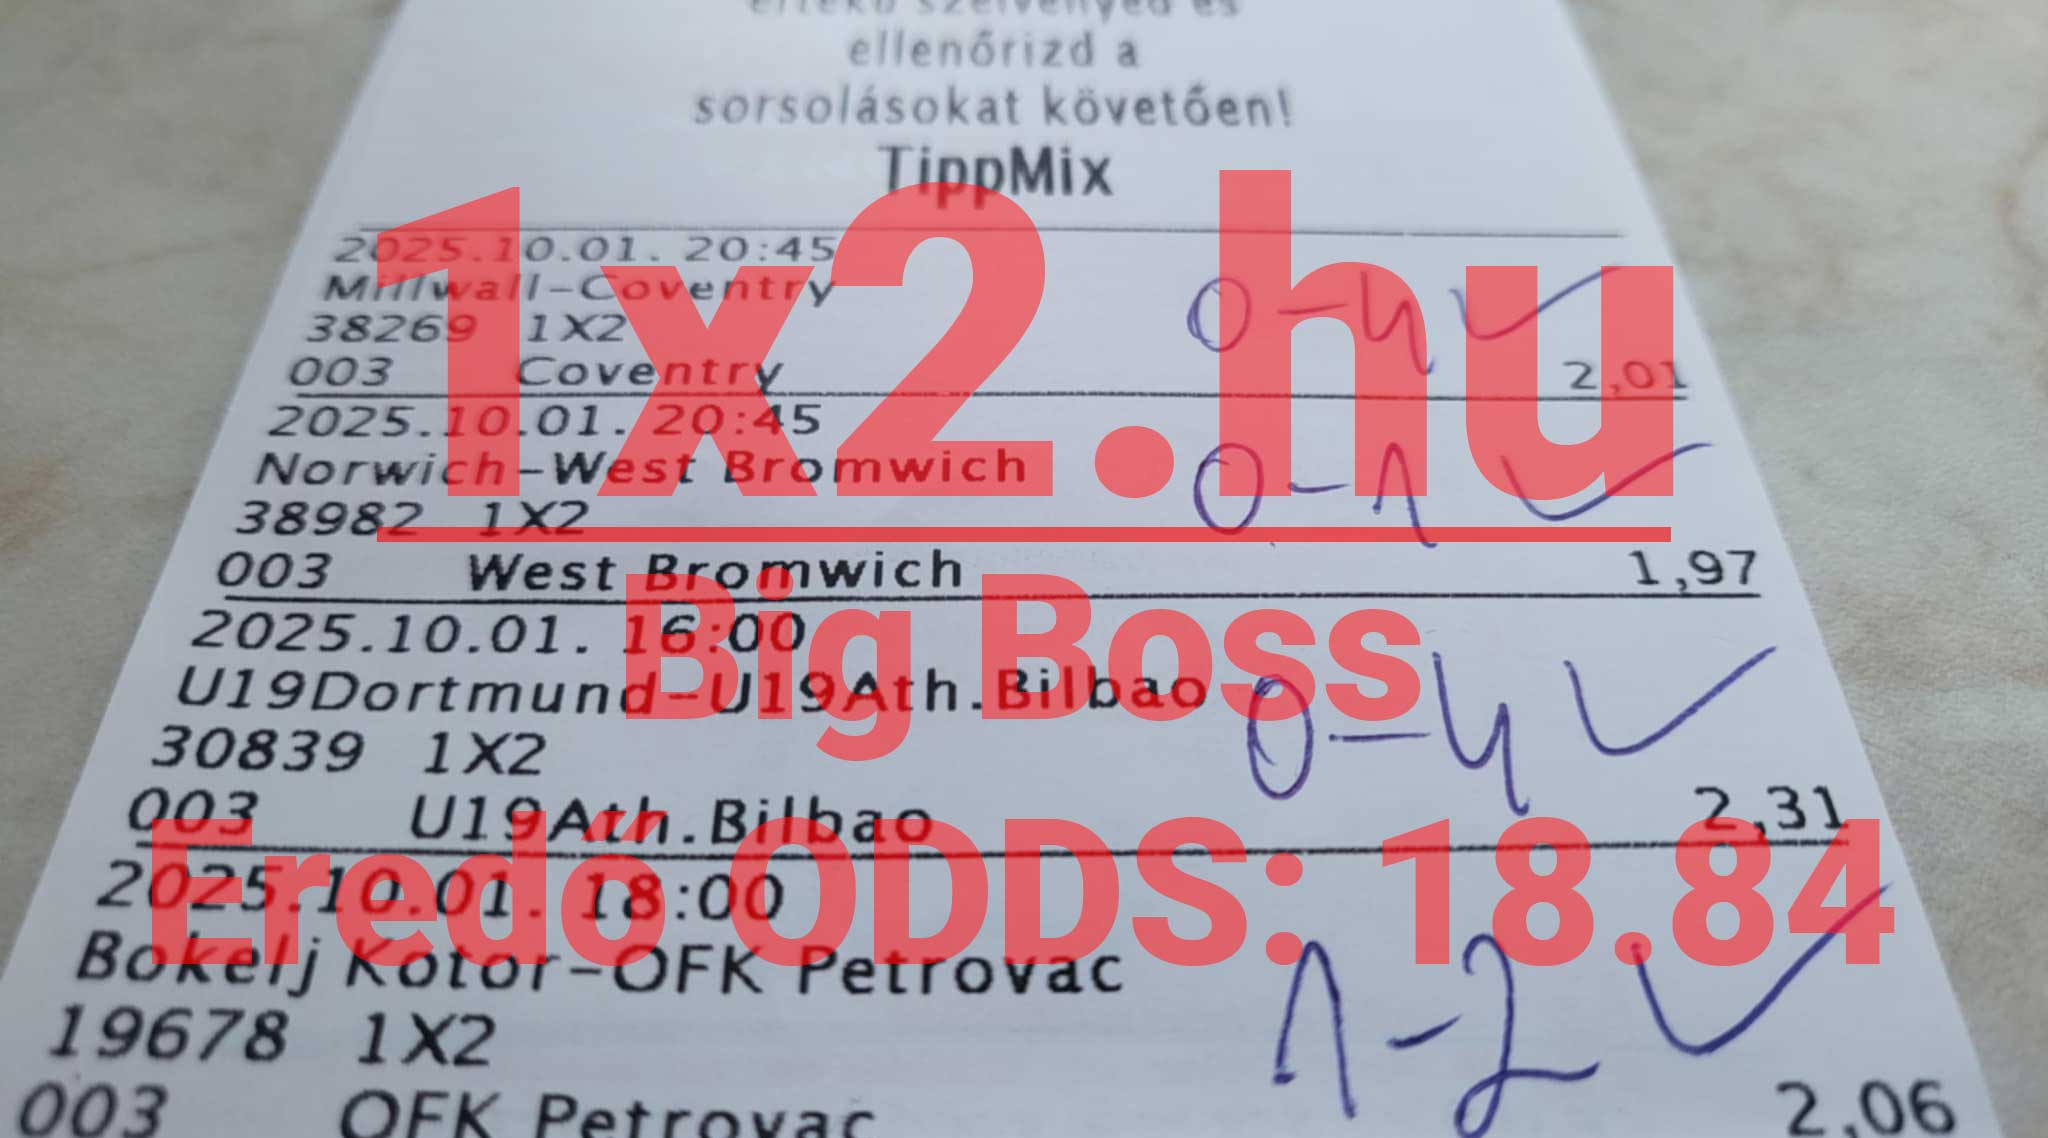 értékű szelvényed és
ellenőrizd a
sorsolásokat követően!
TippMix
2025.10.01. 20:45
Millwall-Coventry
38269 1X2
0-4
003 Coventry 2,01
1x2.hu
2025.10.01. 20:45
Norwich-West Bromwich
0-1
38982 1X2
003 West Bromwich 1,97
Big Boss
2025.10.01. 16:00
U19Dortmund-U19Ath.Bilbao
0-4
30839 1X2
003 U19Ath.Bilbao 2,31
Eredő ODDS: 18.84
2025.10.01. 18:00
Bokelj Kotor-OFK Petrovac
1-2
19678 1X2
003 OFK Petrovac 2,06